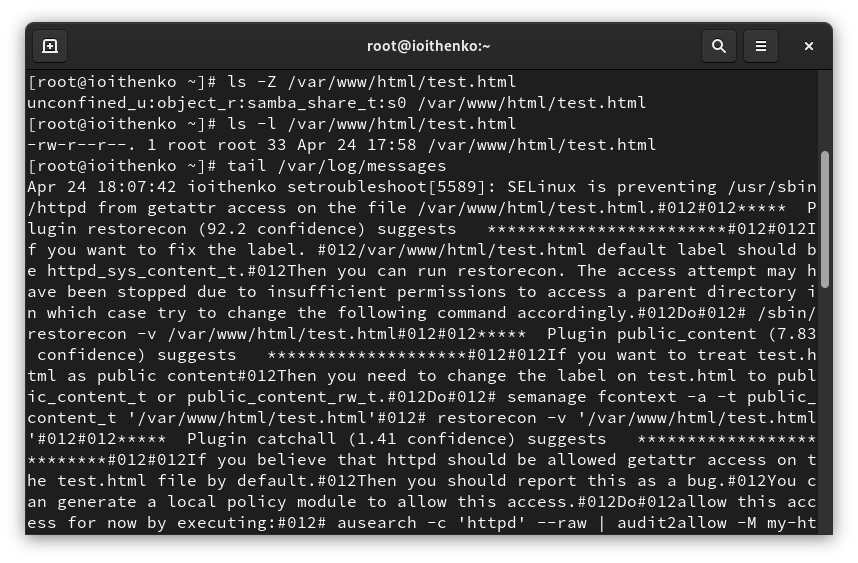 root@ioithenko:~
[root@ioithenko ~]# ls -Z /var/www/html/test.html
unconfined_u:object_r:samba_share_t:s0 /var/www/html/test.html
[root@ioithenko ~]# ls -l /var/www/html/test.html
-rw-r--r--. 1 root root 33 Apr 24 17:58 /var/www/html/test.html
[root@ioithenko ~]# tail /var/log/messages
Apr 24 18:07:42 ioithenko setroubleshoot[5589]: SELinux is preventing /usr/sbin
/httpd from getattr access on the file /var/www/html/test.html.#012#012*****  P
lugin restorecon (92.2 confidence) suggests   ************************#012#012I
f you want to fix the label. #012/var/www/html/test.html default label should b
e httpd_sys_content_t.#012Then you can run restorecon. The access attempt may h
ave been stopped due to insufficient permissions to access a parent directory i
n which case try to change the following command accordingly.#012Do#012# /sbin/
restorecon -v /var/www/html/test.html#012#012*****  Plugin public_content (7.83
 confidence) suggests   ********************#012#012If you want to treat test.h
tml as public content#012Then you need to change the label on test.html to publ
ic_content_t or public_content_rw_t.#012Do#012# semanage fcontext -a -t public_
content_t '/var/www/html/test.html'#012# restorecon -v '/var/www/html/test.html
'#012#012*****  Plugin catchall (1.41 confidence) suggests   ******************
********#012#012If you believe that httpd should be allowed getattr access on t
he test.html file by default.#012Then you should report this as a bug.#012You c
an generate a local policy module to allow this access.#012Do#012allow this acc
ess for now by executing:#012# ausearch -c 'httpd' --raw | audit2allow -M my-ht